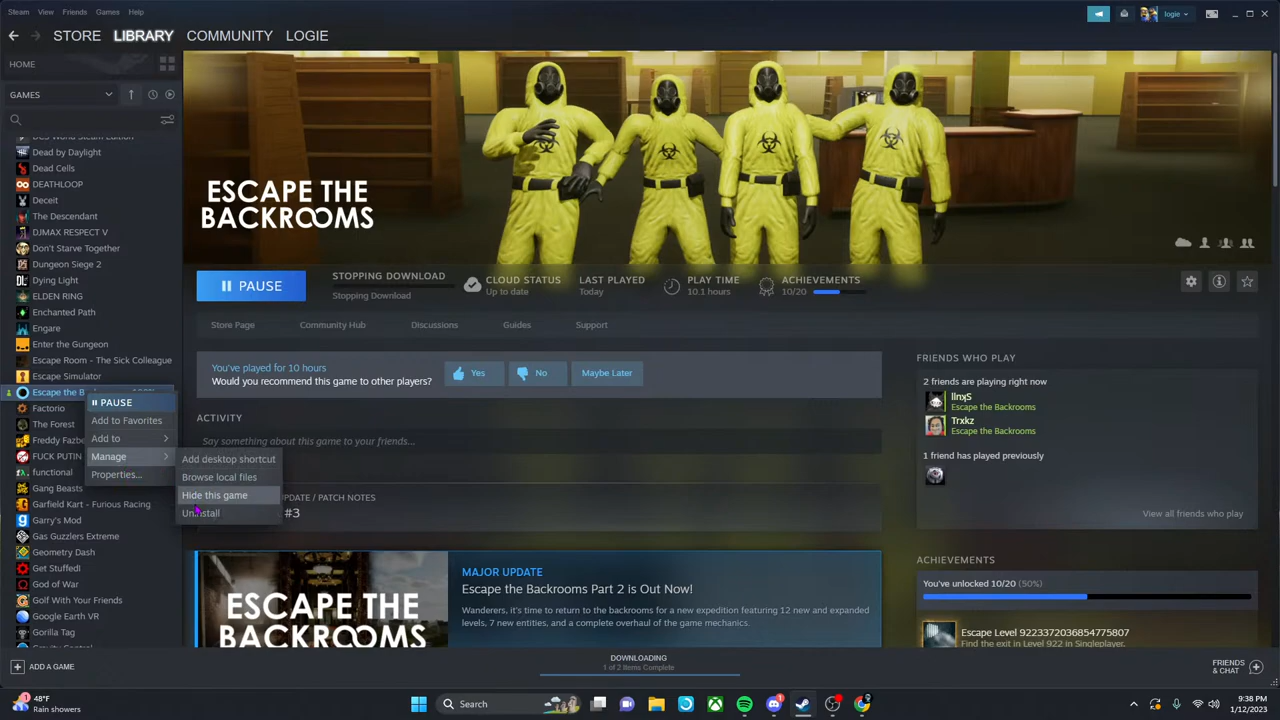 Steam View Friends Games Help
logie
STORE LIBRARY COMMUNITY LOGIE
HOME
GAMES
DCS World Steam Edition
Dead by Daylight
Dead Cells
DEATHLOOP
Deceit
The Descendant
DJMAX RESPECT V
Don't Starve Together
Dungeon Siege 2
Dying Light
ELDEN RING
Enchanted Path
Engare
Enter the Gungeon
Escape Room - The Sick Colleague
Escape Simulator
Escape the B
Factorio
The Forest
Freddy Fazbe
FUCK PUTIN
functional
Gang Beasts
Garfield Kart - Furious Racing
Garry's Mod
Gas Guzzlers Extreme
Geometry Dash
Get Stuffed!
God of War
Golf With Your Friends
Google Earth VR
Gorilla Tag
PAUSE
Add to Favorites
Add to
Manage
Properties...
Add desktop shortcut
Browse local files
Hide this game
Uninstall
ESCAPE THE
BACKROOMS
PAUSE
STOPPING DOWNLOAD
Stopping Download
CLOUD STATUS
Up to date
LAST PLAYED
Today
PLAY TIME
10.1 hours
ACHIEVEMENTS
10/20
Store Page Community Hub Discussions Guides Support
You've played for 10 hours
Would you recommend this game to other players?
Yes No Maybe Later
ACTIVITY
Say something about this game to your friends...
UPDATE / PATCH NOTES
#3
ESCAPE THE
BACKROOMS
MAJOR UPDATE
Escape the Backrooms Part 2 is Out Now!
Wanderers, it's time to return to the backrooms for a new expedition featuring 12 new and expanded
levels, 7 new entities, and a complete overhaul of the game mechanics.
FRIENDS WHO PLAY
2 friends are playing right now
llnxS
Escape the Backrooms
Trxkz
Escape the Backrooms
1 friend has played previously
View all friends who play
ACHIEVEMENTS
You've unlocked 10/20 (50%)
Escape Level 9223372036854775807
Find the exit in Level 922 in Singleplayer.
ADD A GAME
DOWNLOADING
1 of 2 Items Complete
FRIENDS
& CHAT
48°F
Rain showers
Search
9:38 PM
1/12/2023